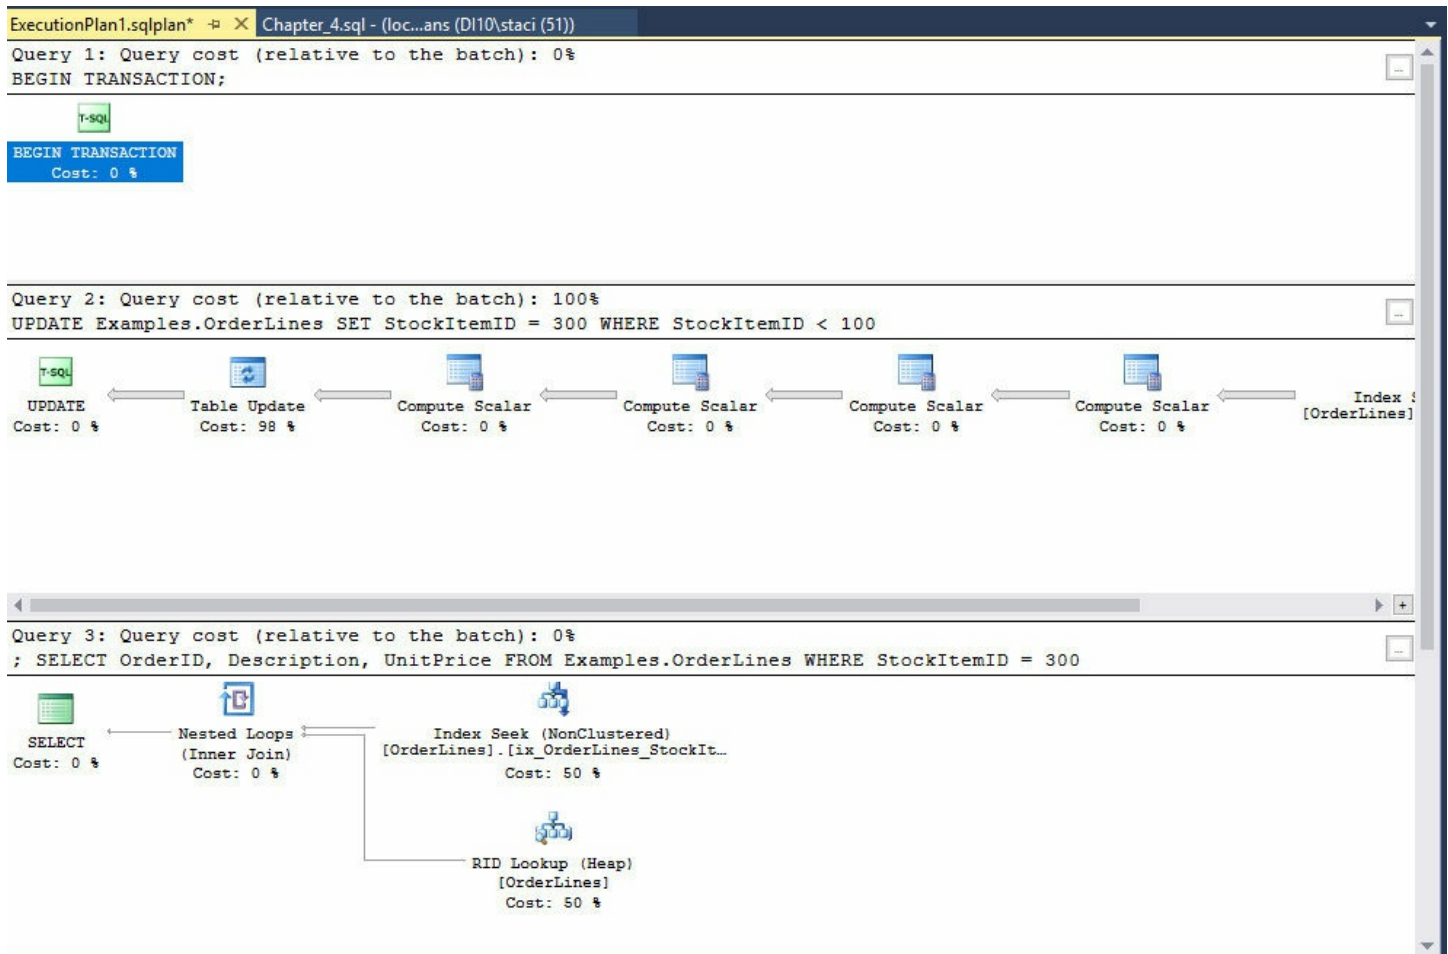 ExecutionPlan1.sqlplan* Chapter_4.sql - (loc...ans (DI10\staci (51))
Query 1: Query cost (relative to the batch): 0%
BEGIN TRANSACTION;
...
T-SQL
BEGIN TRANSACTION
Cost: 0 %
Query 2: Query cost (relative to the batch): 100%
UPDATE Examples.OrderLines SET StockItemID = 300 WHERE StockItemID < 100
...
T-SQL
UPDATE
Cost: 0 %
Table Update
Cost: 98 %
Compute Scalar
Cost: 0 %
Compute Scalar
Cost: 0 %
Compute Scalar
Cost: 0 %
Compute Scalar
Cost: 0 %
Index
[OrderLines]
+
Query 3: Query cost (relative to the batch): 0%
; SELECT OrderID, Description, UnitPrice FROM Examples.OrderLines WHERE StockItemID = 300
...
SELECT
Cost: 0 %
Nested Loops
(Inner Join)
Cost: 0 %
Index Seek (NonClustered)
[OrderLines].[ix_OrderLines_StockIt...
Cost: 50 %
RID Lookup (Heap)
[OrderLines]
Cost: 50 %